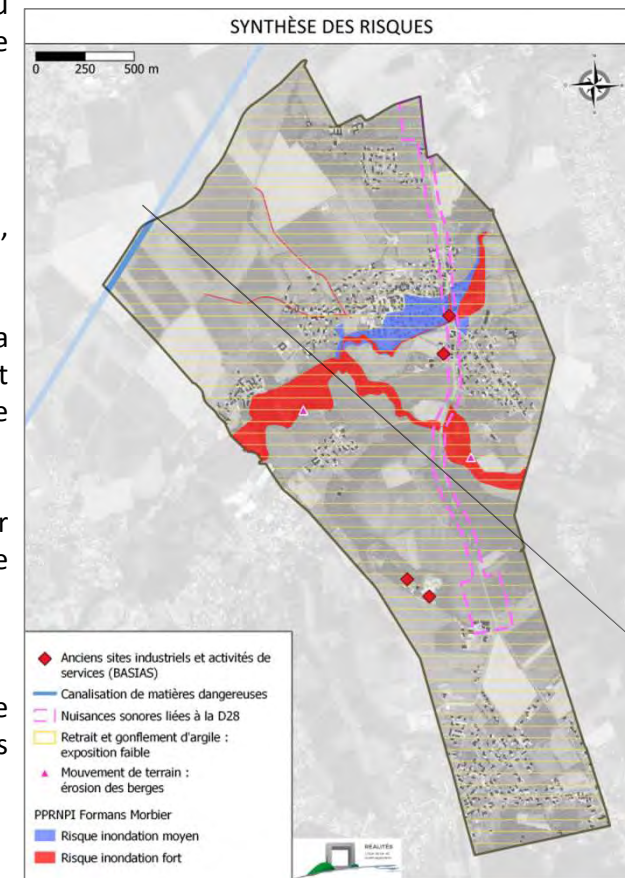 u
e
,
a
t
e
r
e
e
s
SYNTHÈSE DES RISQUES
0 250 500 m
Anciens sites industriels et activités de
services (BASIAS)
Canalisation de matières dangereuses
Nuisances sonores liées à la D28
Retrait et gonflement d'argile :
exposition faible
Mouvement de terrain :
érosion des berges
PPRNPI Formans Morbier
Risque inondation moyen
Risque inondation fort
RÉALITÉS